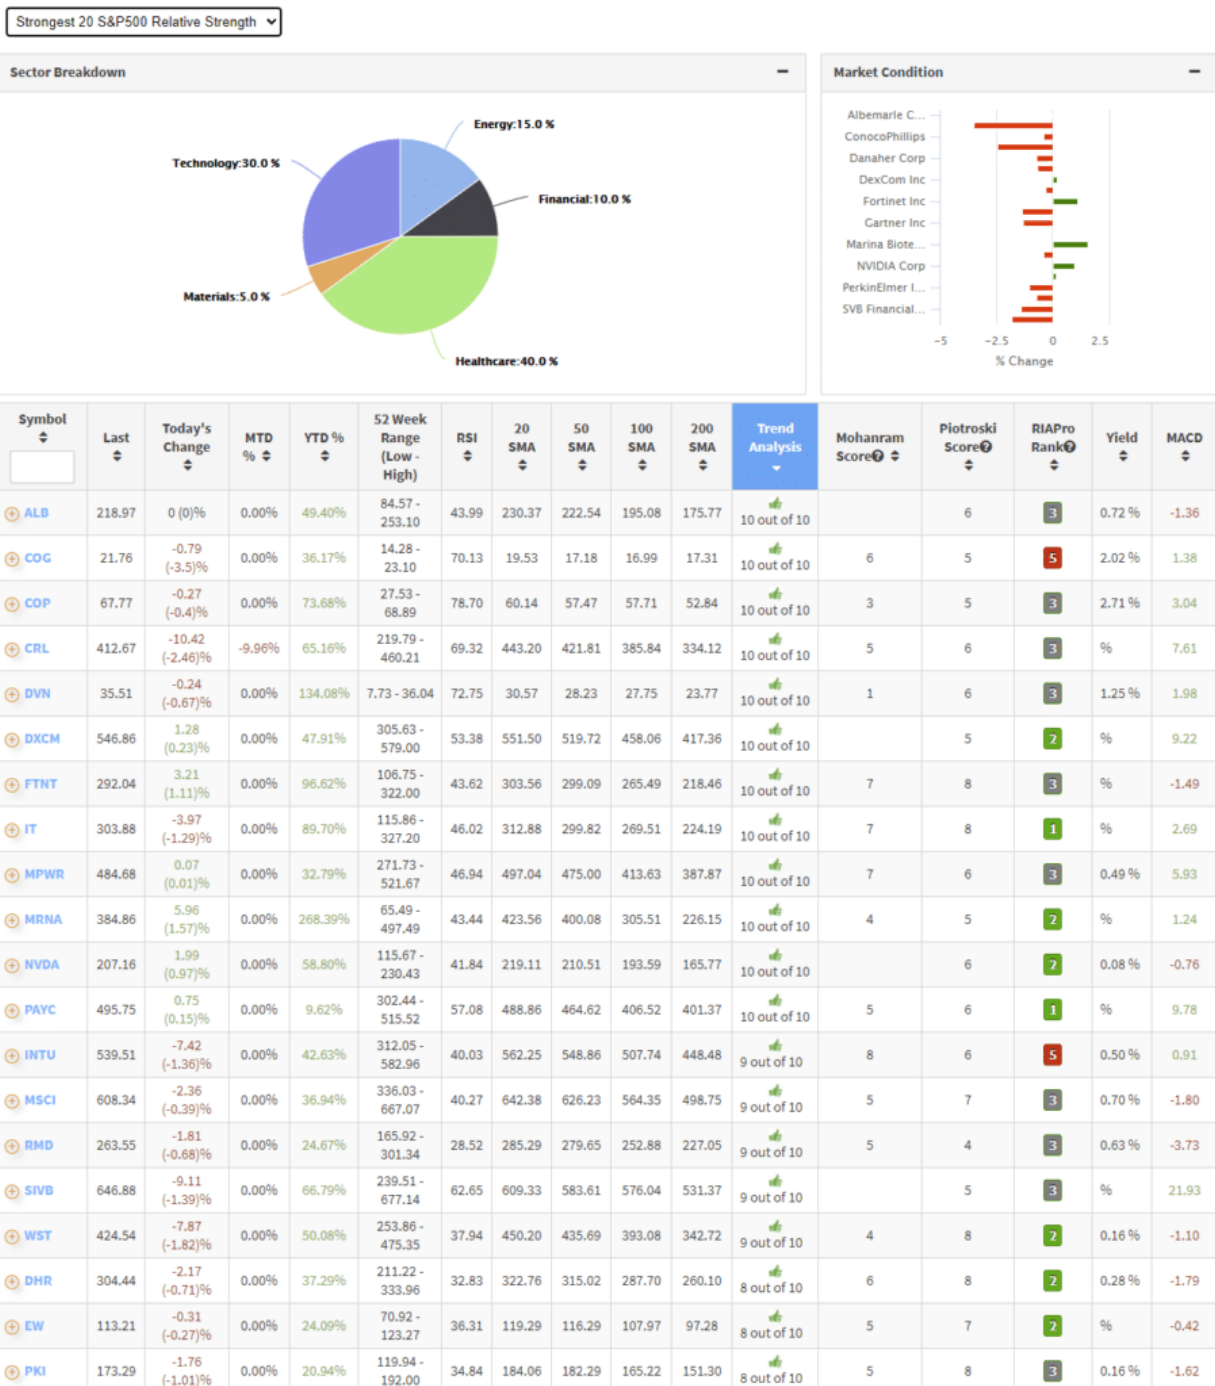 Strongest 20 S&P500 Relative Strength
Sector Breakdown
Energy:15.0 %
Technology:30.0 %
Financial:10.0 %
Materials:5.0 %
Healthcare:40.0 %
Market Condition
Albemarle C...
ConocoPhillips
Danaher Corp
DexCom Inc
Fortinet Inc
Gartner Inc
Marina Biote...
NVIDIA Corp
PerkinElmer I...
SVB Financial...
-5 -2.5 0 2.5
% Change
Symbol Last Today's Change MTD % YTD % 52 Week Range (Low - High) RSI 20 SMA 50 SMA 100 SMA 200 SMA Trend Analysis Mohanram Score Piotroski Score RIAPro Rank Yield MACD
ALB 218.97 0 (0)% 0.00% 49.40% 84.57 - 253.10 43.99 230.37 222.54 195.08 175.77 10 out of 10 6 3 0.72 % -1.36
COG 21.76 -0.79 (-3.5)% 0.00% 36.17% 14.28 - 23.10 70.13 19.53 17.18 16.99 17.31 10 out of 10 6 5 5 2.02 % 1.38
COP 67.77 -0.27 (-0.4)% 0.00% 73.68% 27.53 - 68.89 78.70 60.14 57.47 57.71 52.84 10 out of 10 3 5 3 2.71 % 3.04
CRL 412.67 -10.42 (-2.46)% -9.96% 65.16% 219.79 - 460.21 69.32 443.20 421.81 385.84 334.12 10 out of 10 5 6 3 % 7.61
DVN 35.51 -0.24 (-0.67)% 0.00% 134.08% 7.73 - 36.04 72.75 30.57 28.23 27.75 23.77 10 out of 10 1 6 3 1.25 % 1.98
DXCM 546.86 1.28 (0.23)% 0.00% 47.91% 305.63 - 579.00 53.38 551.50 519.72 458.06 417.36 10 out of 10 5 2 % 9.22
FTNT 292.04 3.21 (1.11)% 0.00% 96.62% 106.75 - 322.00 43.62 303.56 299.09 265.49 218.46 10 out of 10 7 8 3 % -1.49
IT 303.88 -3.97 (-1.29)% 0.00% 89.70% 115.86 - 327.20 46.02 312.88 299.82 269.51 224.19 10 out of 10 7 8 1 % 2.69
MPWR 484.68 0.07 (0.01)% 0.00% 32.79% 271.73 - 521.67 46.94 497.04 475.00 413.63 387.87 10 out of 10 7 6 3 0.49 % 5.93
MRNA 384.86 5.96 (1.57)% 0.00% 268.39% 65.49 - 497.49 43.44 423.56 400.08 305.51 226.15 10 out of 10 4 5 2 % 1.24
NVDA 207.16 1.99 (0.97)% 0.00% 58.80% 115.67 - 230.43 41.84 219.11 210.51 193.59 165.77 10 out of 10 6 2 0.08 % -0.76
PAYC 495.75 0.75 (0.15)% 0.00% 9.62% 302.44 - 515.52 57.08 488.86 464.62 406.52 401.37 10 out of 10 5 6 1 % 9.78
INTU 539.51 -7.42 (-1.36)% 0.00% 42.63% 312.05 - 582.96 40.03 562.25 548.86 507.74 448.48 9 out of 10 8 6 5 0.50 % 0.91
MSCI 608.34 -2.36 (-0.39)% 0.00% 36.94% 336.03 - 667.07 40.27 642.38 626.23 564.35 498.75 9 out of 10 5 7 3 0.70 % -1.80
RMD 263.55 -1.81 (-0.68)% 0.00% 24.67% 165.92 - 301.34 28.52 285.29 279.65 252.88 227.05 9 out of 10 5 4 3 0.63 % -3.73
SIVB 646.88 -9.11 (-1.39)% 0.00% 66.79% 239.51 - 677.14 62.65 609.33 583.61 576.04 531.37 9 out of 10 5 3 % 21.93
WST 424.54 -7.87 (-1.82)% 0.00% 50.08% 253.86 - 475.35 37.94 450.20 435.69 393.08 342.72 9 out of 10 4 8 2 0.16 % -1.10
DHR 304.44 -2.17 (-0.71)% 0.00% 37.29% 211.22 - 333.96 32.83 322.76 315.02 287.70 260.10 8 out of 10 6 8 2 0.28 % -1.79
EW 113.21 -0.31 (-0.27)% 0.00% 24.09% 70.92 - 123.27 36.31 119.29 116.29 107.97 97.28 8 out of 10 5 7 2 % -0.42
PKI 173.29 -1.76 (-1.01)% 0.00% 20.94% 119.94 - 192.00 34.84 184.06 182.29 165.22 151.30 8 out of 10 5 8 3 0.16 % -1.62